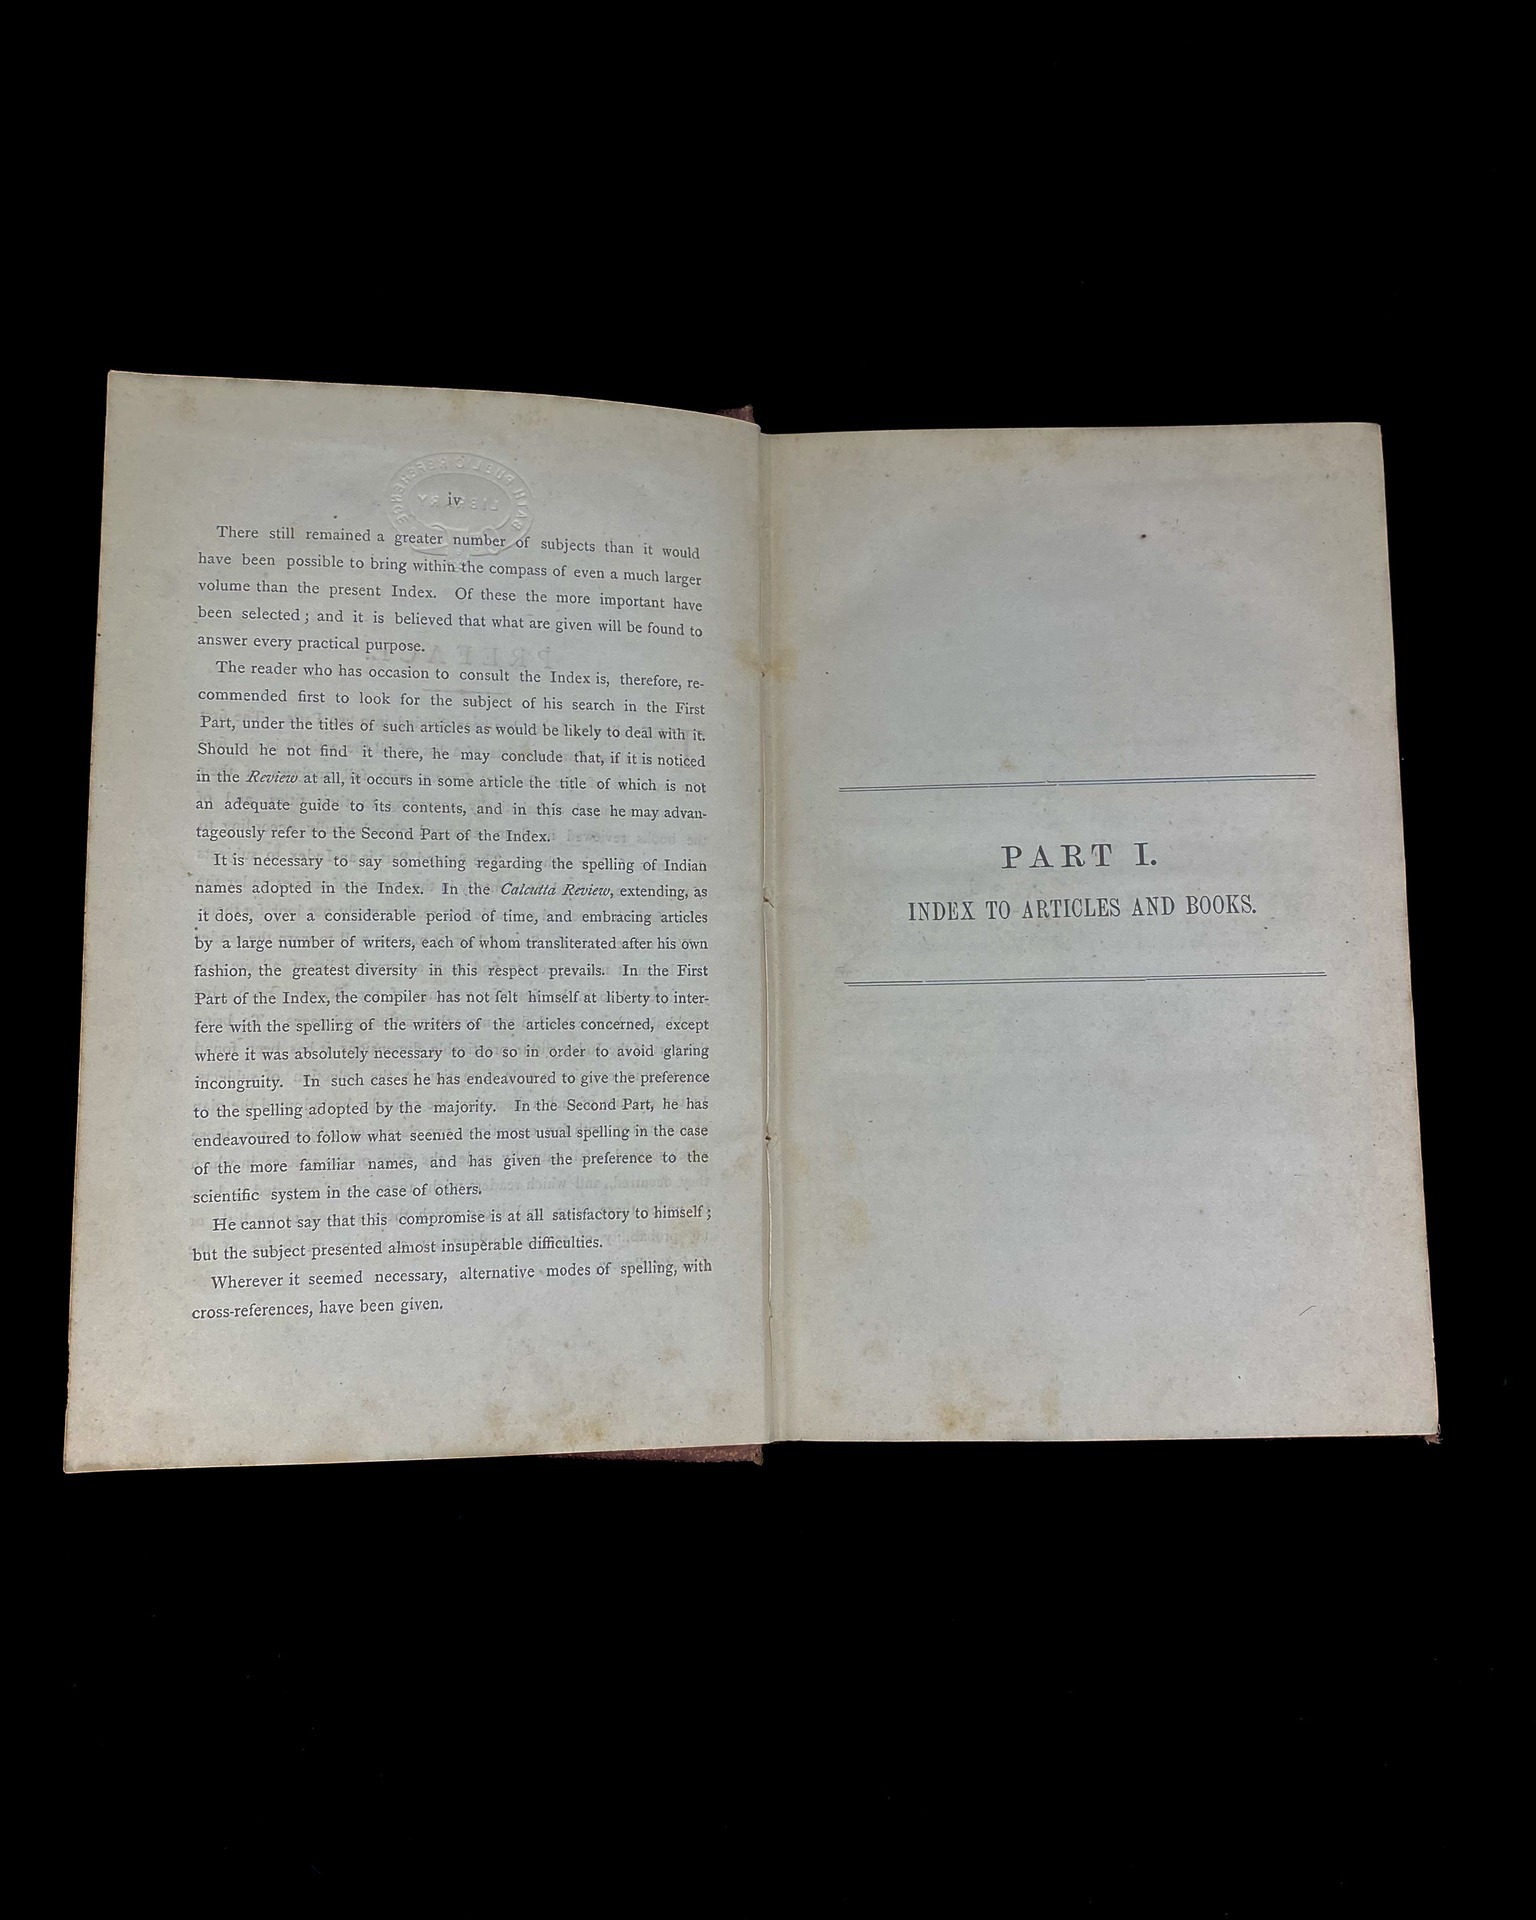 iv
There still remained a greater number of subjects than it would
have been possible to bring within the compass of even a much larger
volume than the present Index. Of these the more important have
been selected ; and it is believed that what are given will be found to
answer every practical purpose.
The reader who has occasion to consult the Index is, therefore, re-
commended first to look for the subject of his search in the First
Part, under the titles of such articles as would be likely to deal with it.
Should he not find it there, he may conclude that, if it is noticed
in the Review at all, it occurs in some article the title of which is not
an adequate guide to its contents, and in this case he may advan-
tageously refer to the Second Part of the Index.
It is necessary to say something regarding the spelling of Indian
names adopted in the Index. In the Calcutta Review, extending, as
it does, over a considerable period of time, and embracing articles
by a large number of writers, each of whom transliterated after his own
fashion, the greatest diversity in this respect prevails. In the First
Part of the Index, the compiler has not felt himself at liberty to inter-
fere with the spelling of the writers of the articles concerned, except
where it was absolutely necessary to do so in order to avoid glaring
incongruity. In such cases he has endeavoured to give the preference
to the spelling adopted by the majority. In the Second Part, he has
endeavoured to follow what seemed the most usual spelling in the case
of the more familiar names, and has given the preference to the
scientific system in the case of others.
He cannot say that this compromise is at all satisfactory to himself ;
but the subject presented almost insuperable difficulties.
Wherever it seemed necessary, alternative modes of spelling, with
cross-references, have been given.
PART I.
INDEX TO ARTICLES AND BOOKS.